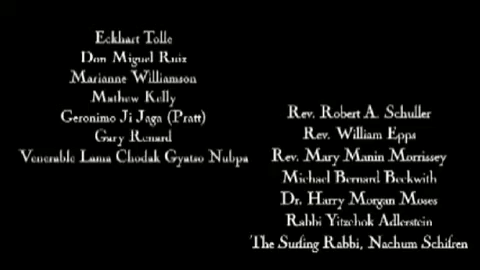 Eckhart Tolle
Don Miguel Ruiz
Marianne Williamson
Mathew Kelly
Geronimo Ji Jaga (Pratt)
Gary Renard
Venerable Lama Chodak Gyatso Nubpa
Rev. Robert A. Schuller
Rev. William Epps
Rev. Mary Manin Morrissey
Michael Bernard Beckwith
Dr. Harry Morgan Moses
Rabbi Yitzchok Adlerstein
The Surfing Rabbi, Nachum Schifren